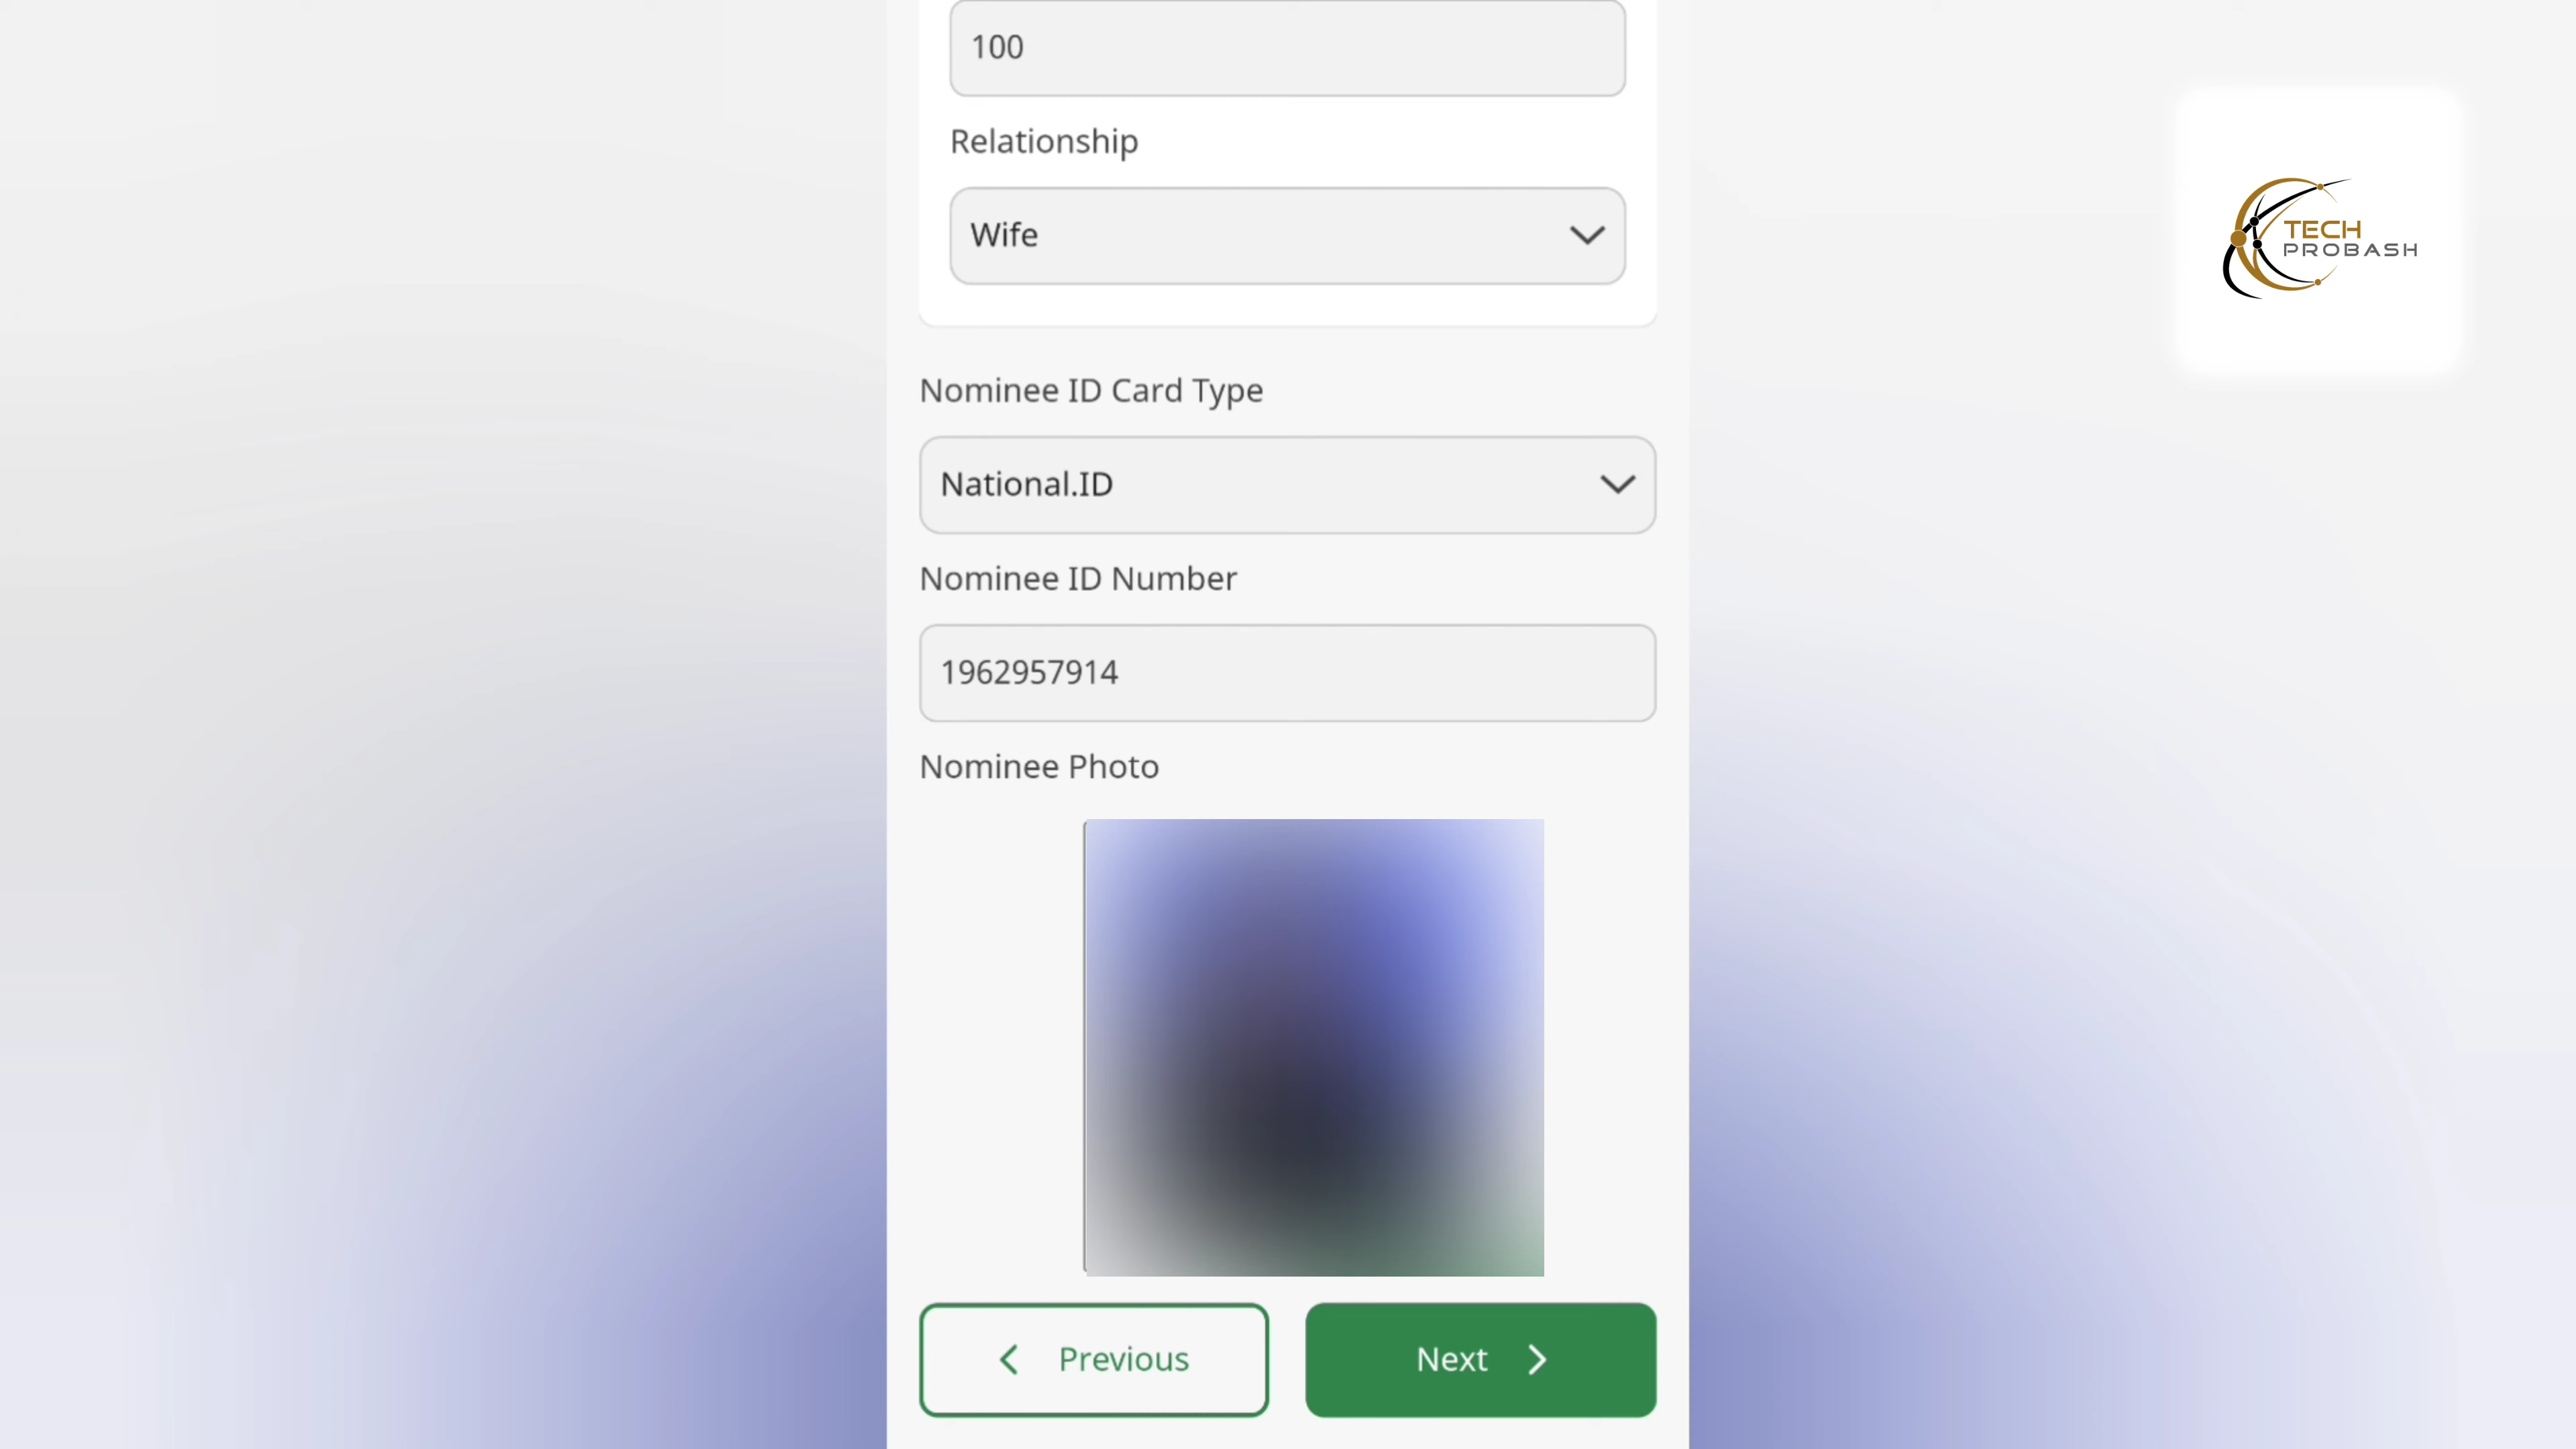 100
Relationship
Wife
TECH
PROBASH
Nominee ID Card Type
National.ID
Nominee ID Number
1962957914
Nominee Photo
Previous
Next